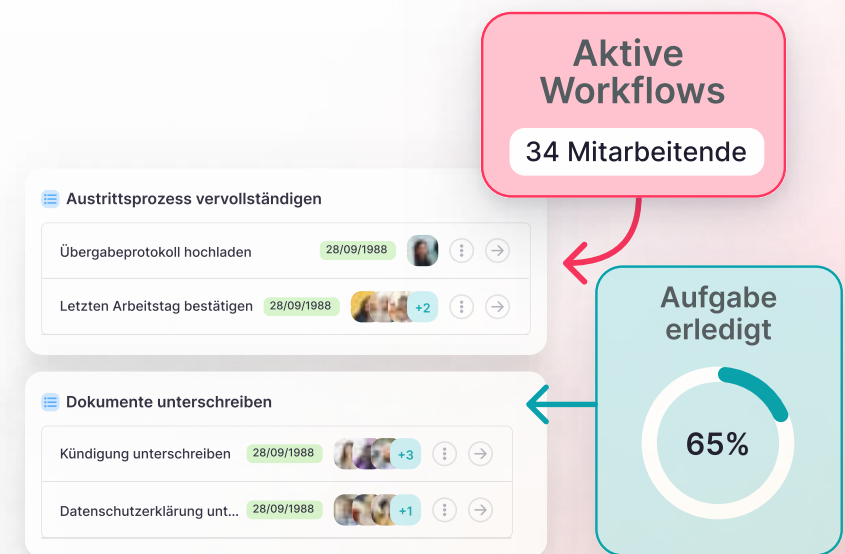 Aktive
Workflows
34 Mitarbeitende
Austrittsprozess vervollständigen
Übergabeprotokoll hochladen 28/09/1988
Letzten Arbeitstag bestätigen 28/09/1988 +2
Aufgabe
erledigt
65%
Dokumente unterschreiben
Kündigung unterschreiben 28/09/1988 +3
Datenschutzerklärung unt... 28/09/1988 +1